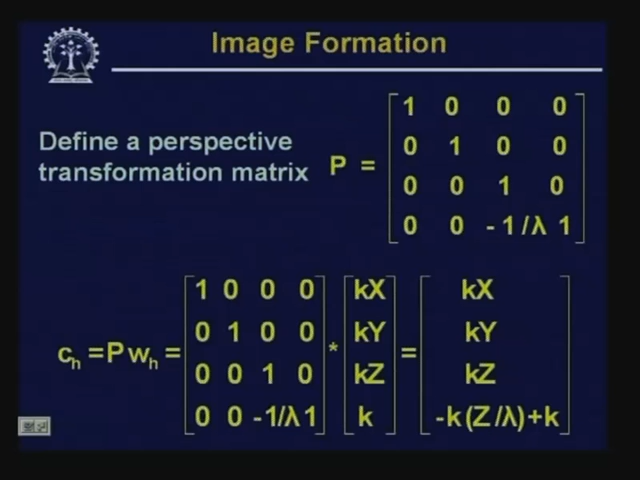 Image Formation
Define a perspective
transformation matrix
P =
1 0 0 0
0 1 0 0
0 0 1 0
0 0 -1/λ 1
c_h = P w_h =
1 0 0 0
0 1 0 0
0 0 1 0
0 0 -1/λ 1
*
kX
kY
kZ
k
=
kX
kY
kZ
-k(Z/λ)+k